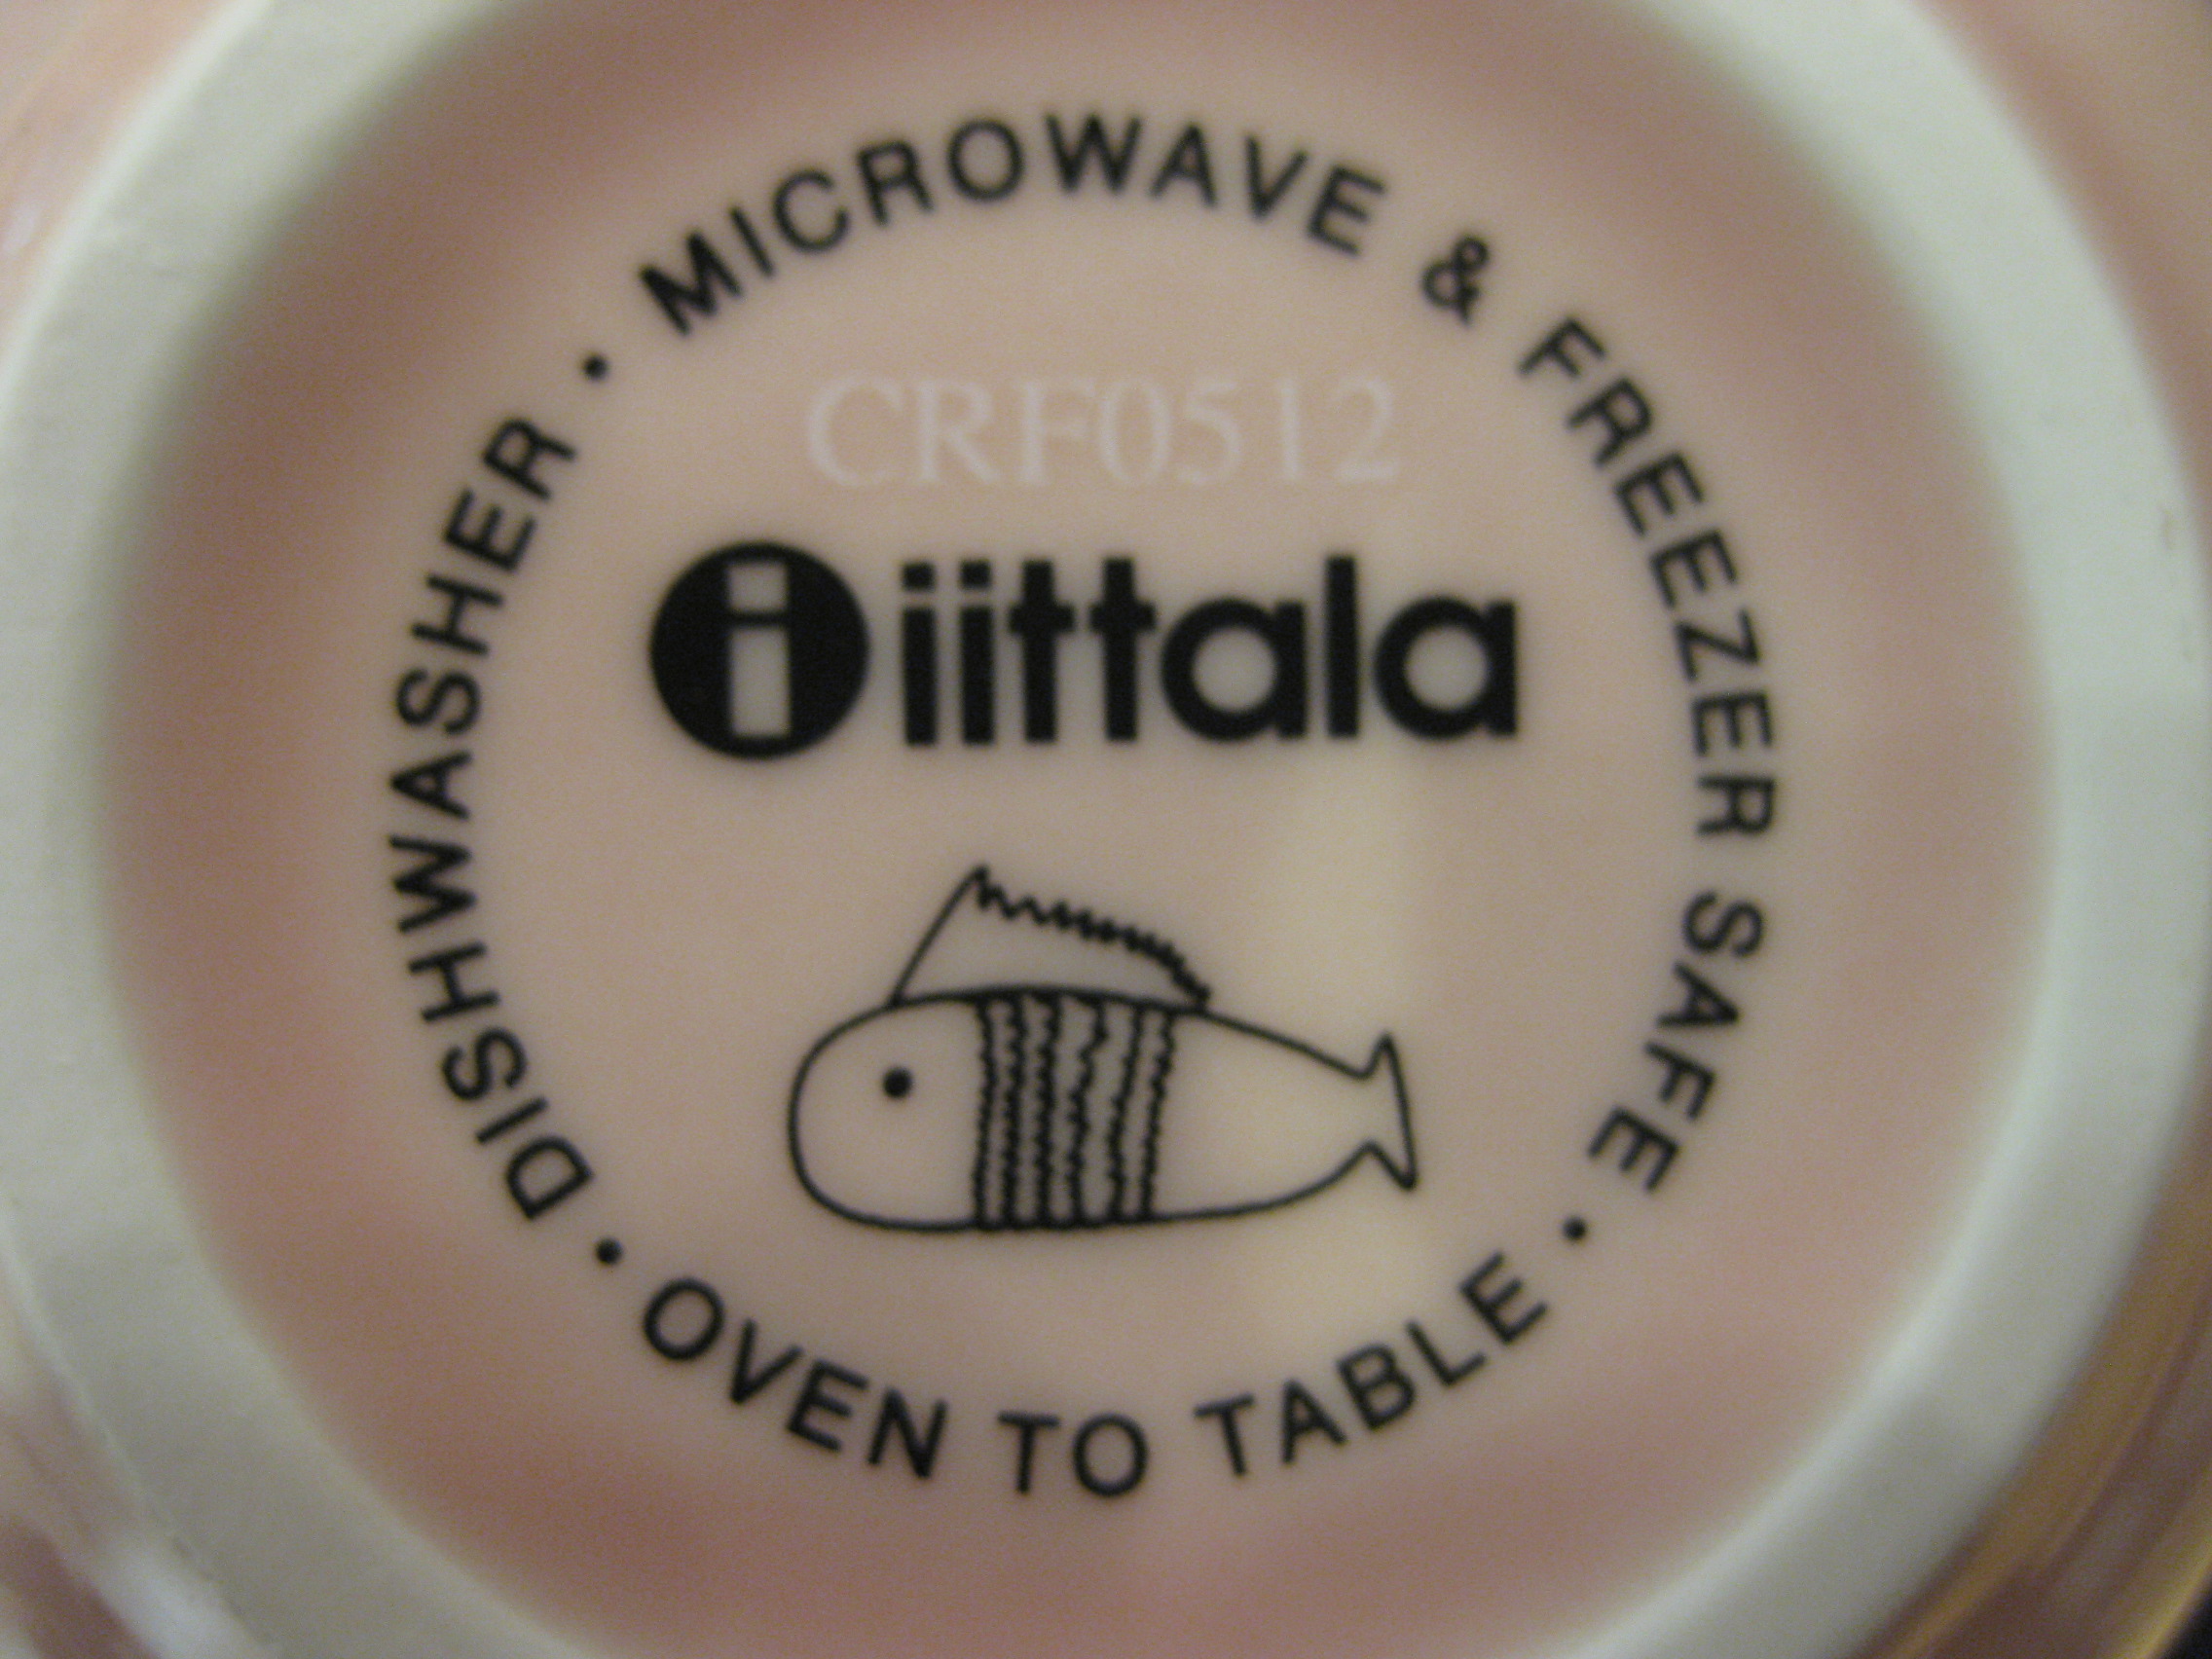 MICROWAVE & FREEZER SAFE • OVEN TO TABLE • DISHWASHER •
CRF0512
i iittala